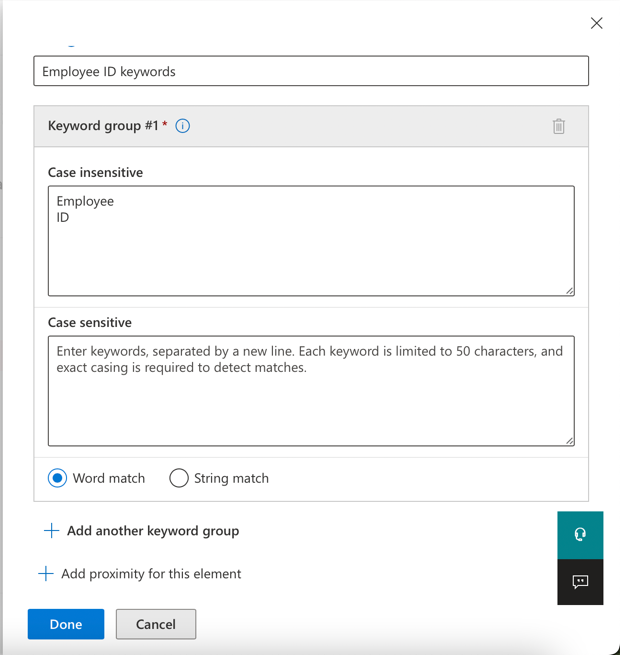 Employee ID keywords
Keyword group #1 *
Case insensitive
Employee
ID
Case sensitive
Enter keywords, separated by a new line. Each keyword is limited to 50 characters, and
exact casing is required to detect matches.
Word match String match
Add another keyword group
Add proximity for this element
Done Cancel